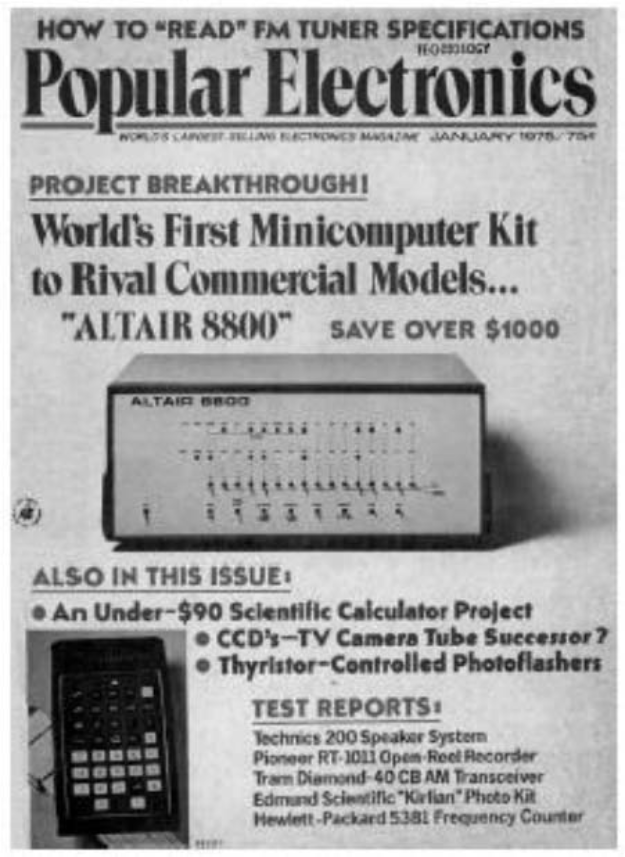 HOW TO "READ" FM TUNER SPECIFICATIONS
Popular Electronics
WORLD'S LARGEST-SELLING ELECTRONICS MAGAZINE JANUARY 1975/75¢
PROJECT BREAKTHROUGH!
World's First Minicomputer Kit
to Rival Commercial Models...
"ALTAIR 8800" SAVE OVER $1000
ALTAIR 8800
ALSO IN THIS ISSUE:
● An Under-$90 Scientific Calculator Project
● CCD's—TV Camera Tube Successor?
● Thyristor-Controlled Photoflashers
TEST REPORTS:
Technics 200 Speaker System
Pioneer RT-1011 Open-Reel Recorder
Tram Diamond-40 CB AM Transceiver
Edmund Scientific "Kirlian" Photo Kit
Hewlett-Packard 5381 Frequency Counter